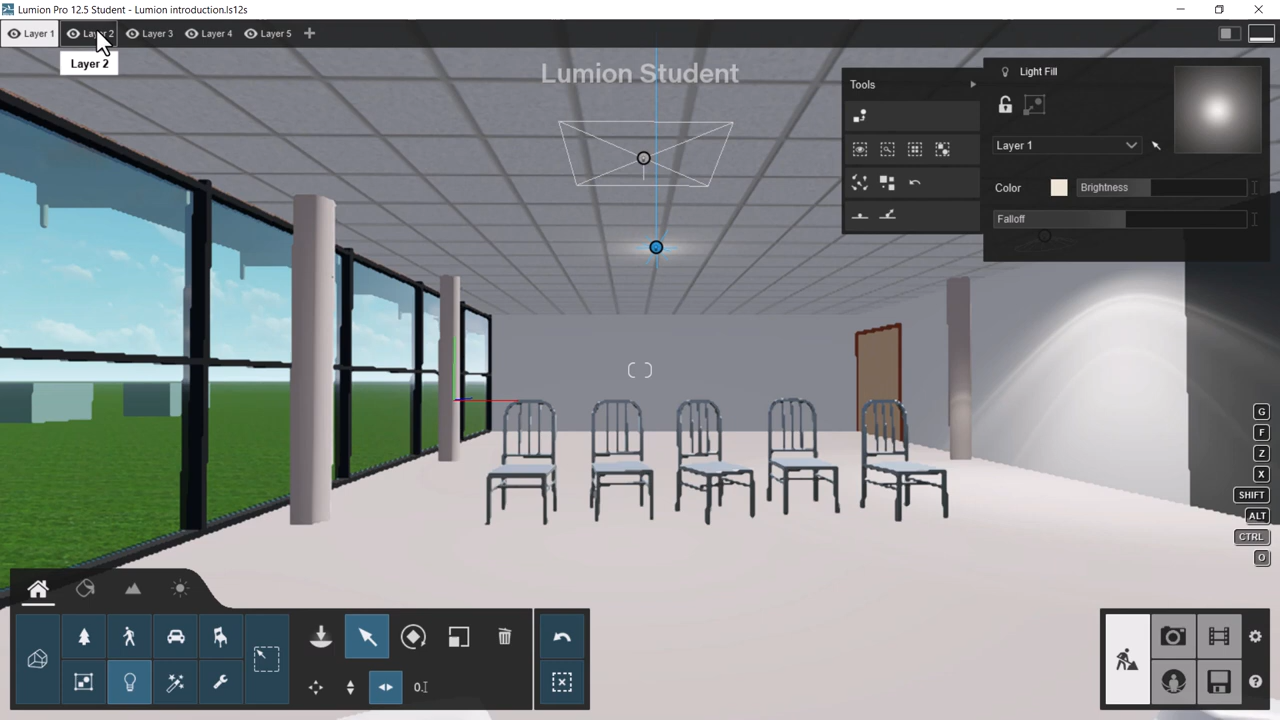 Lumion Pro 12.5 Student - Lumion introduction.ls12s
Layer 1 Layer 2 Layer 3 Layer 4 Layer 5 +
Layer 2
Lumion Student
Tools
Light Fill
Layer 1
Color Brightness
Falloff
G
F
Z
X
SHIFT
ALT
CTRL
O